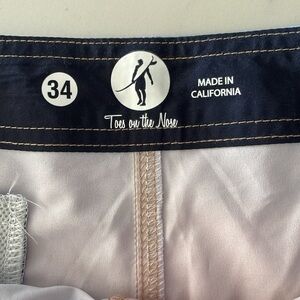 34
MADE IN
CALIFORNIA
Toes on the Nose